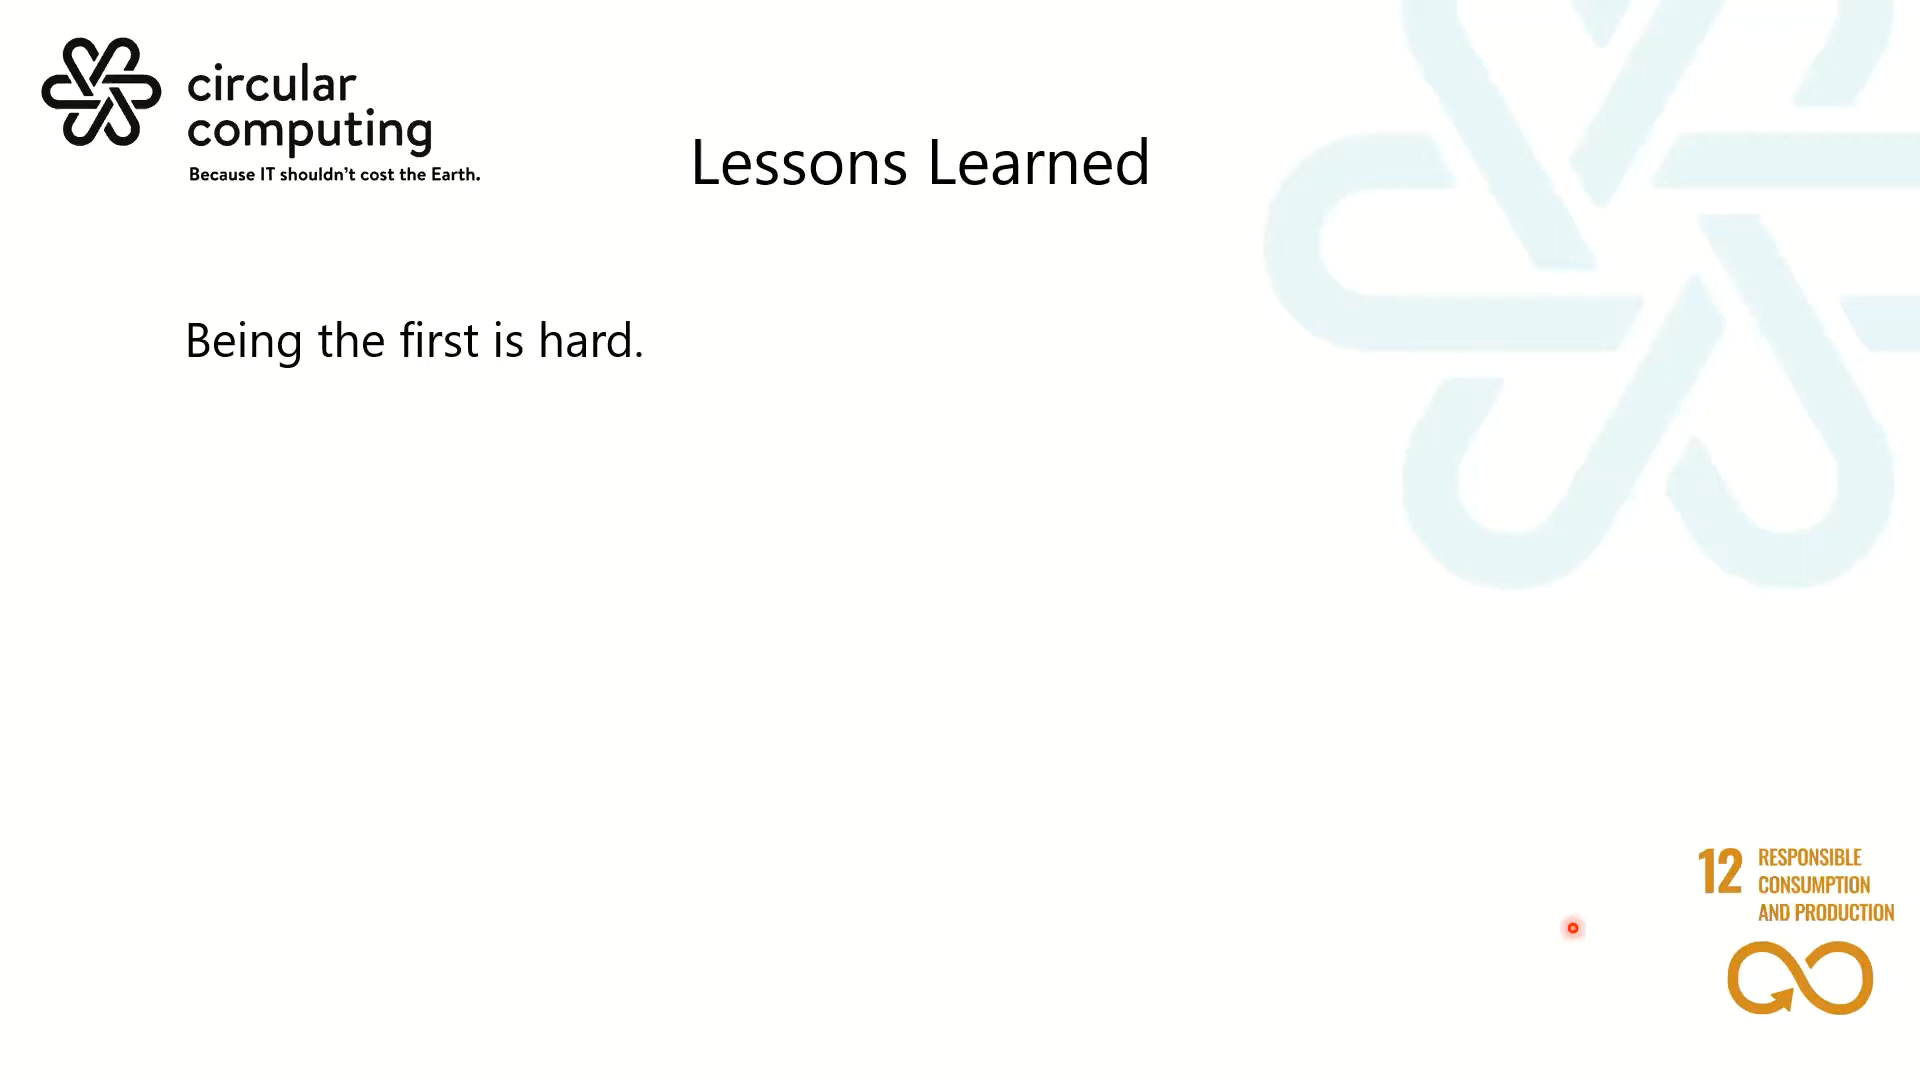 circular
computing
Because IT shouldn't cost the Earth.
Lessons Learned
Being the first is hard.
12 RESPONSIBLE
CONSUMPTION
AND PRODUCTION